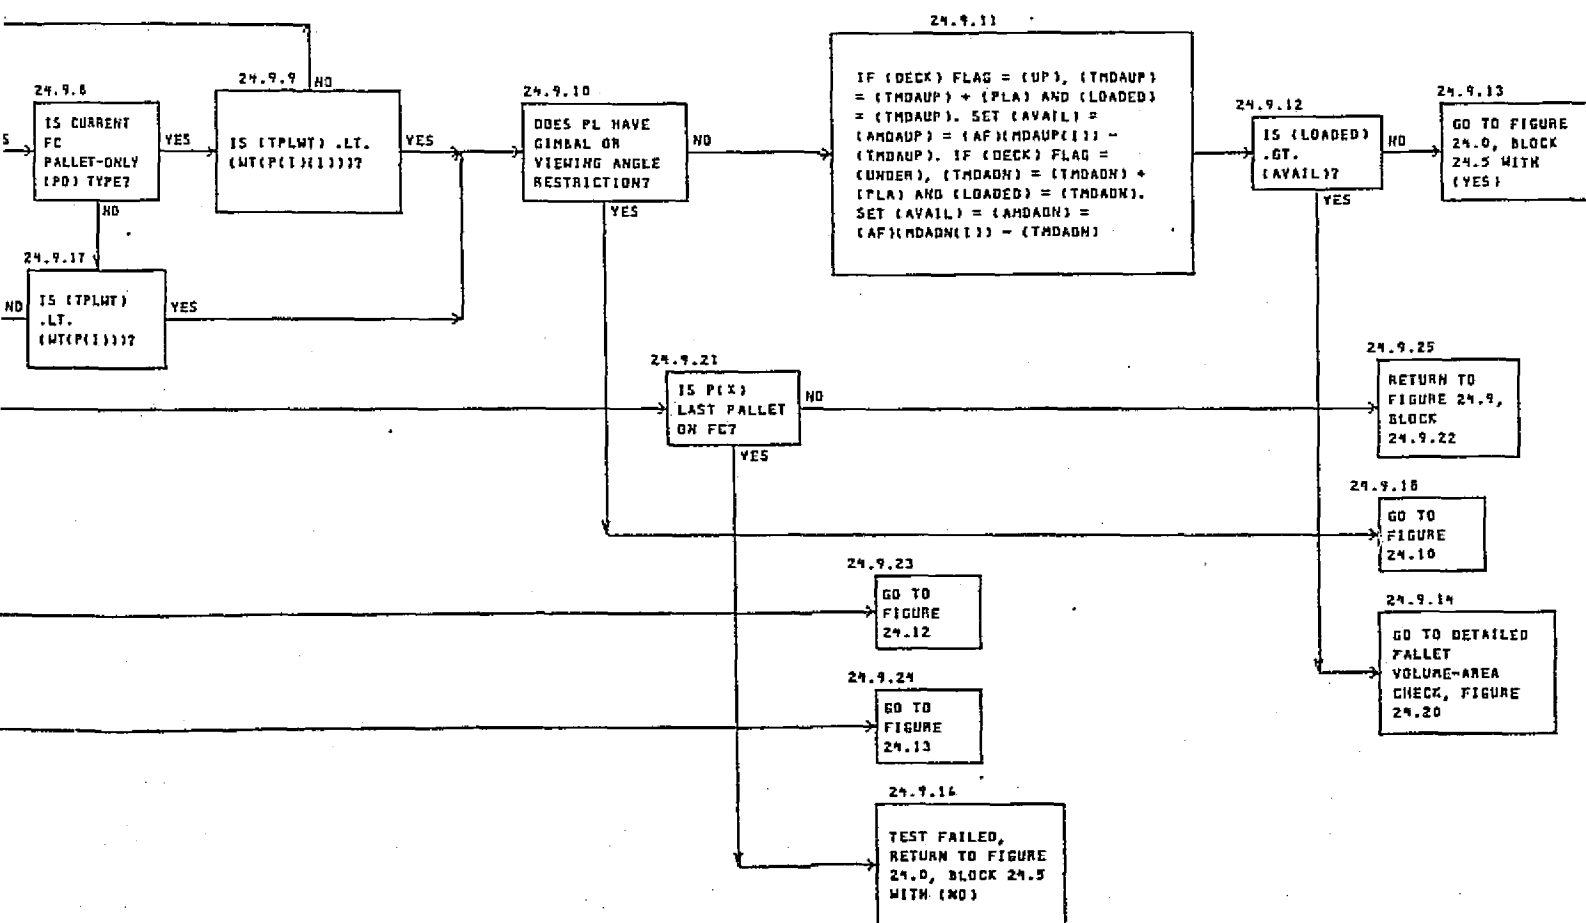 24.9.8
IS CURRENT
FC
PALLET-ONLY
(PO) TYPE?
S
YES
NO
24.9.9
NO
IS (TPLWT) .LT.
(WT(P(I)(I)))?
YES
24.9.17
NO
IS (TPLWT)
.LT.
(WT(P(I)))?
YES
24.9.10
DOES PL HAVE
GIMBAL OR
VIEWING ANGLE
RESTRICTION?
NO
YES
24.9.11
IF (DECK) FLAG = (UP), (TMDAUP)
= (TMDAUP) + (PLA) AND (LOADED)
= (TMDAUP). SET (AVAIL) =
(AMDAUP) = (AF)(MDAUP(I)) -
(TMDAUP). IF (DECK) FLAG =
(UNDER), (TMDADN) = (TMDADN) +
(PLA) AND (LOADED) = (TMDADN).
SET (AVAIL) = (AMDADN) =
(AF)(MDADN(I)) - (TMDADN)
24.9.12
IS (LOADED)
.GT.
(AVAIL)?
NO
YES
24.9.13
GO TO FIGURE
24.0, BLOCK
24.5 WITH
(YES)
24.9.21
IS P(X)
LAST PALLET
ON FC?
NO
YES
24.9.25
RETURN TO
FIGURE 24.9,
BLOCK
24.9.22
24.9.18
GO TO
FIGURE
24.10
24.9.23
GO TO
FIGURE
24.12
24.9.14
GO TO DETAILED
PALLET
VOLUME-AREA
CHECK, FIGURE
24.20
24.9.24
GO TO
FIGURE
24.13
24.9.16
TEST FAILED,
RETURN TO FIGURE
24.0, BLOCK 24.5
WITH (NO)